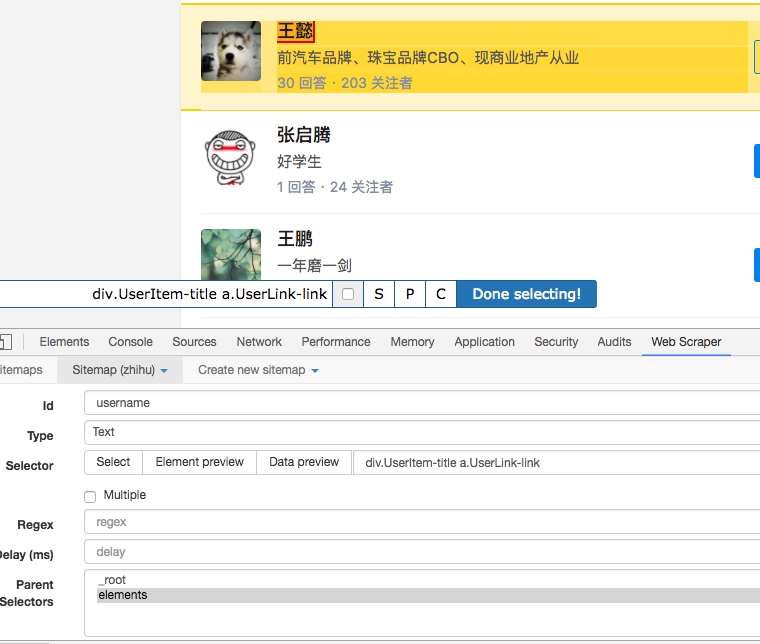 王懿
前汽车品牌、珠宝品牌CBO、现商业地产从业
30 回答 · 203 关注者
张启腾
好学生
1 回答 · 24 关注者
王鹏
一年磨一剑
div.UserItem-title a.UserLink-link S P C Done selecting!
Elements Console Sources Network Performance Memory Application Security Audits Web Scraper
itemaps Sitemap (zhihu) Create new sitemap
Id username
Type Text
Selector Select Element preview Data preview div.UserItem-title a.UserLink-link
Multiple
Regex regex
Delay (ms) delay
Parent Selectors _root
elements